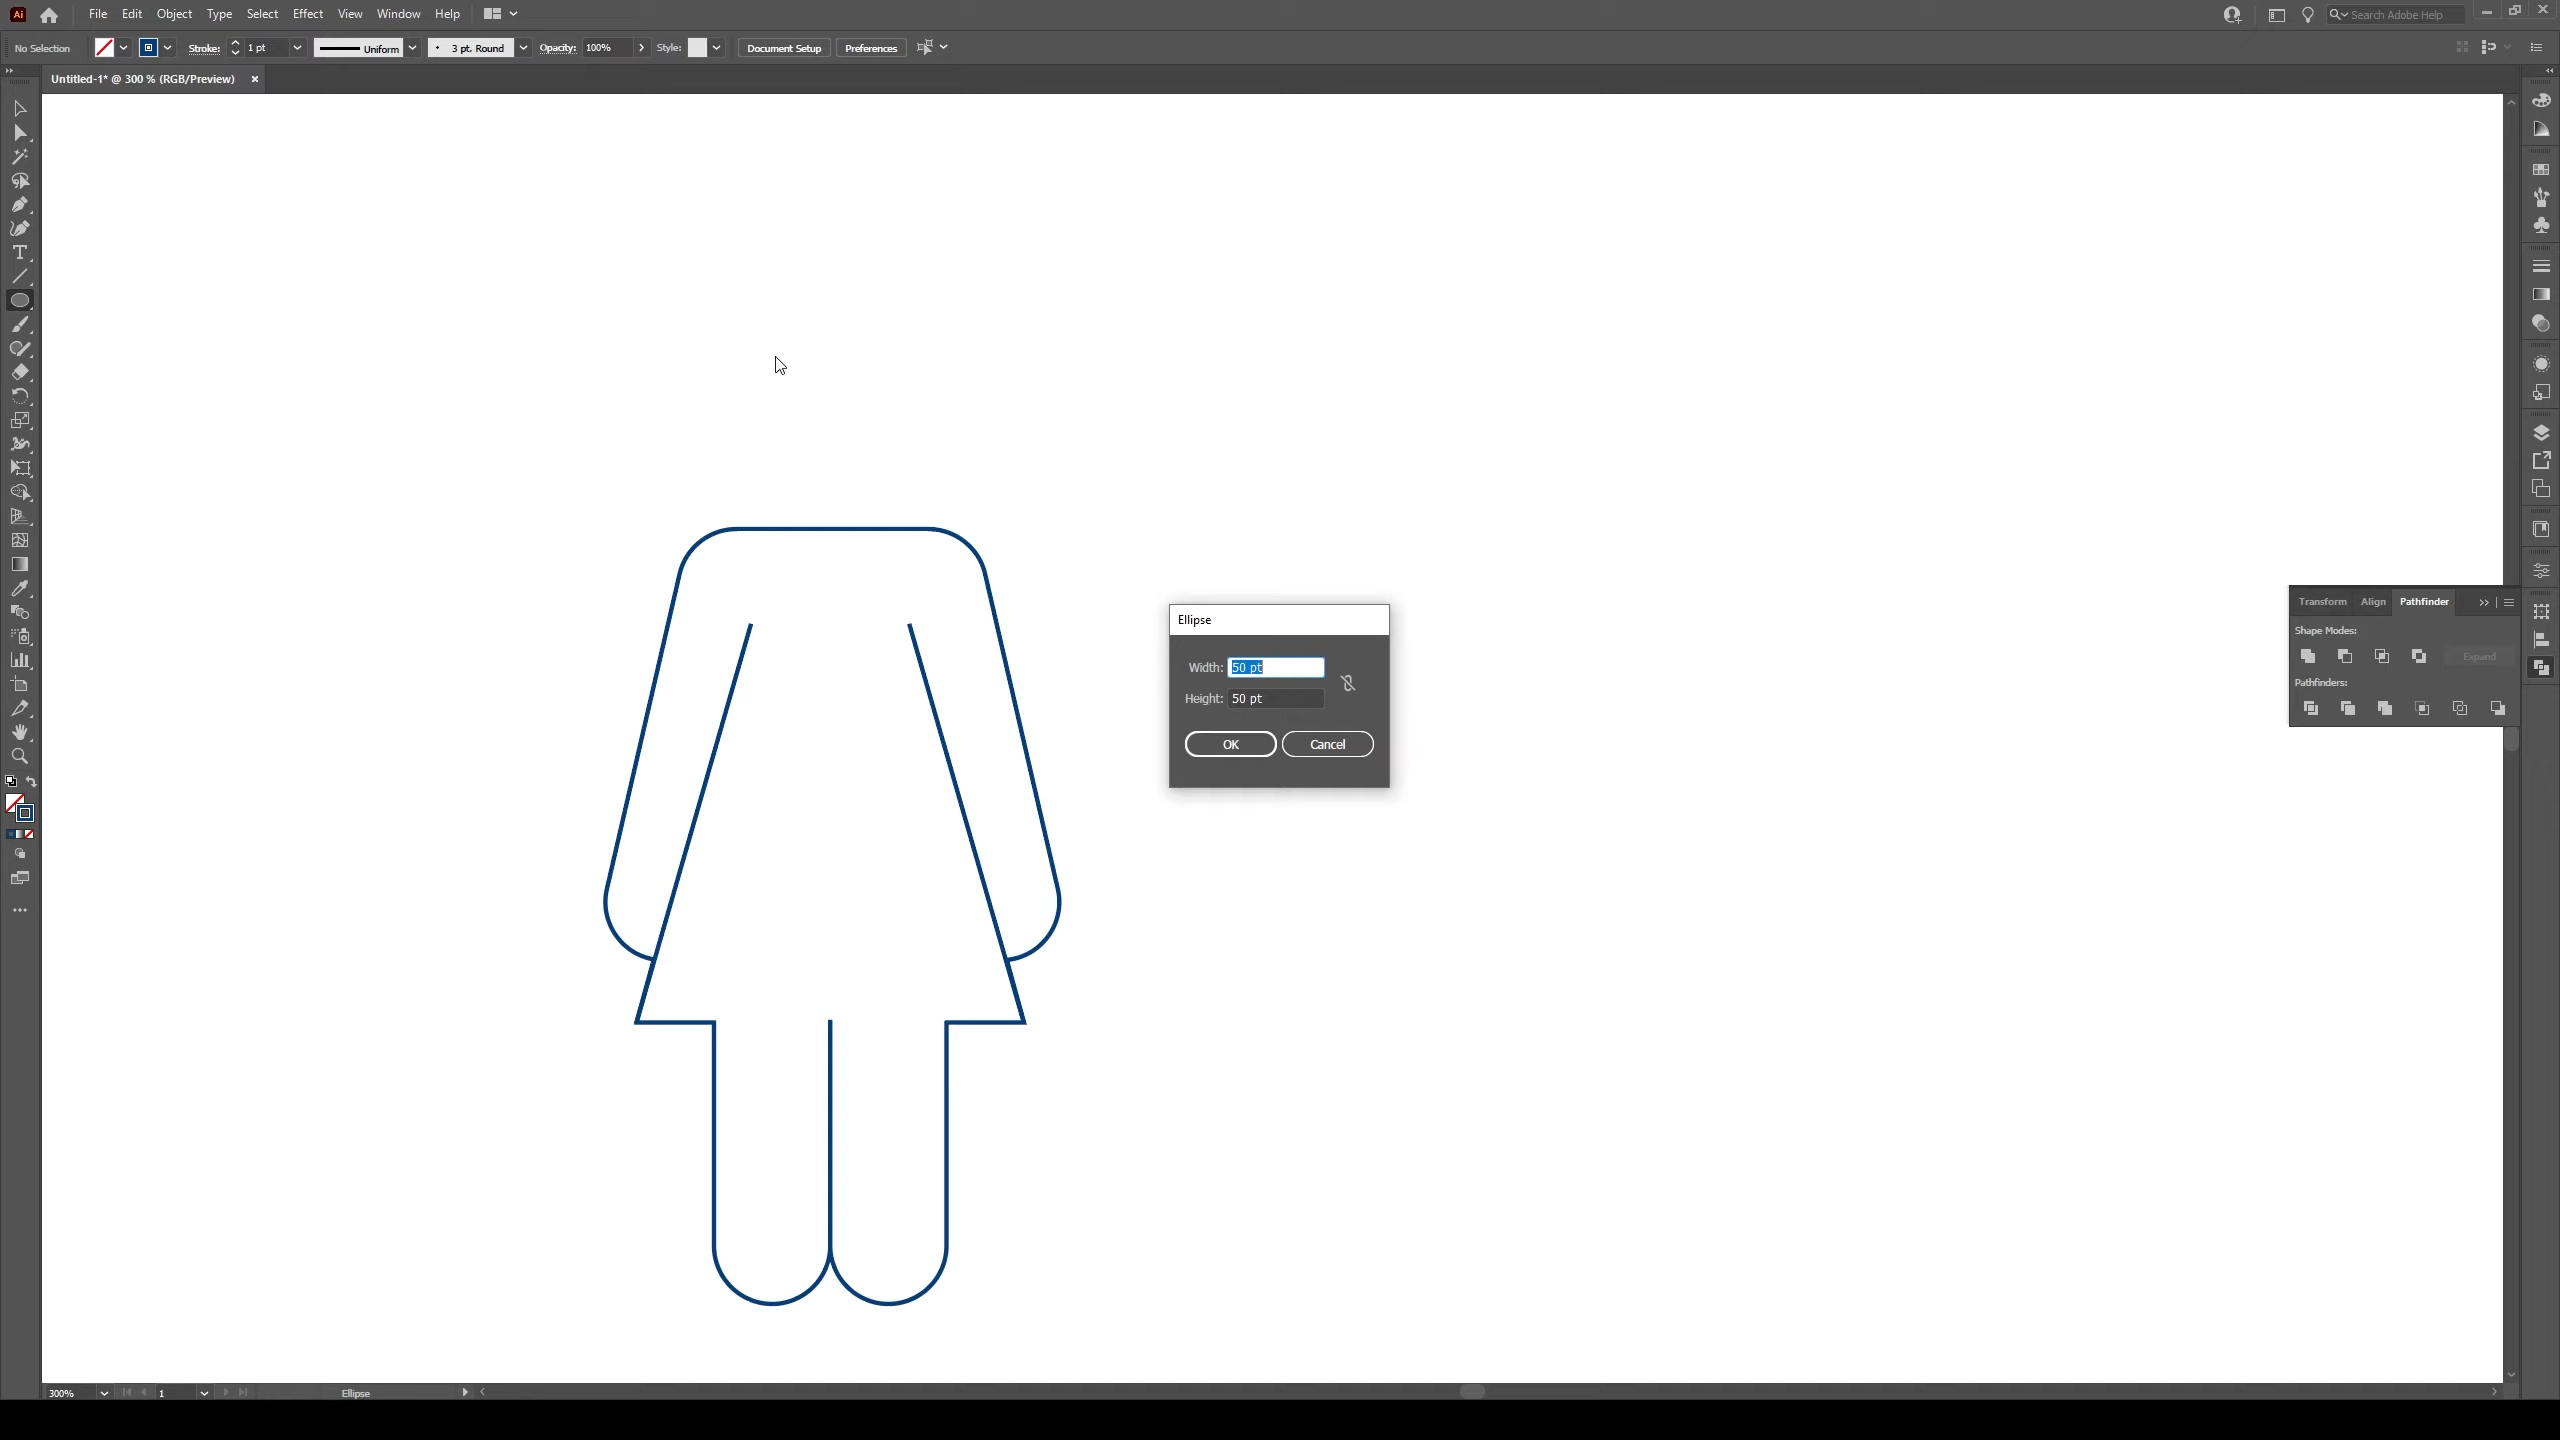 Ai File Edit Object Type Select Effect View Window Help Search Adobe Help
No Selection Stroke: 1 pt Uniform 3 pt. Round Opacity: 100% Style: Document Setup Preferences
Untitled-1* @ 300 % (RGB/Preview) ×
Ellipse
Width: 50 pt
Height: 50 pt
OK Cancel
Transform Align Pathfinder
Shape Modes:
Expand
Pathfinders:
300% 1 Ellipse